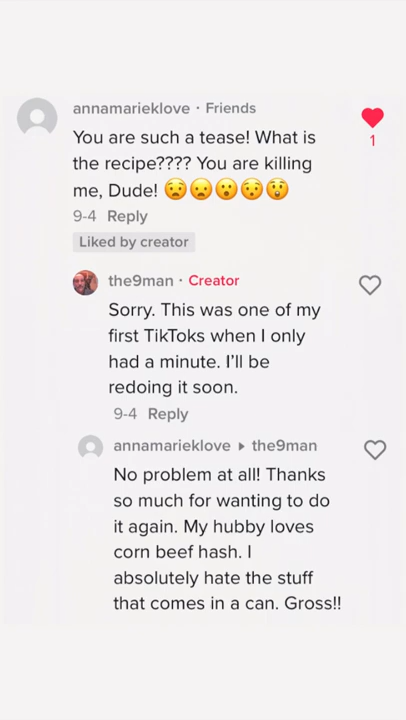 annamarieklove · Friends
You are such a tease! What is
the recipe???? You are killing
me, Dude! 😟😦😮😯😲
1
9-4 Reply
Liked by creator
the9man · Creator
Sorry. This was one of my
first TikToks when I only
had a minute. I'll be
redoing it soon.
9-4 Reply
annamarieklove ▸ the9man
No problem at all! Thanks
so much for wanting to do
it again. My hubby loves
corn beef hash. I
absolutely hate the stuff
that comes in a can. Gross!!